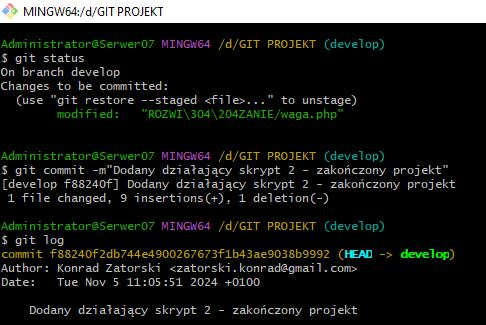 MINGW64:/d/GIT PROJEKT
Administrator@Serwer07 MINGW64 /d/GIT PROJEKT (develop)
$ git status
On branch develop
Changes to be committed:
  (use "git restore --staged <file>..." to unstage)
        modified:   "ROZWI\304\204ZANIE/waga.php"
Administrator@Serwer07 MINGW64 /d/GIT PROJEKT (develop)
$ git commit -m"Dodany działający skrypt 2 - zakończony projekt"
[develop f88240f] Dodany działający skrypt 2 - zakończony projekt
 1 file changed, 9 insertions(+), 1 deletion(-)
Administrator@Serwer07 MINGW64 /d/GIT PROJEKT (develop)
$ git log
commit f88240f2db744e4900267673f1b43ae9038b9992 (HEAD -> develop)
Author: Konrad Zatorski <zatorski.konrad@gmail.com>
Date:   Tue Nov 5 11:05:51 2024 +0100
    Dodany działający skrypt 2 - zakończony projekt